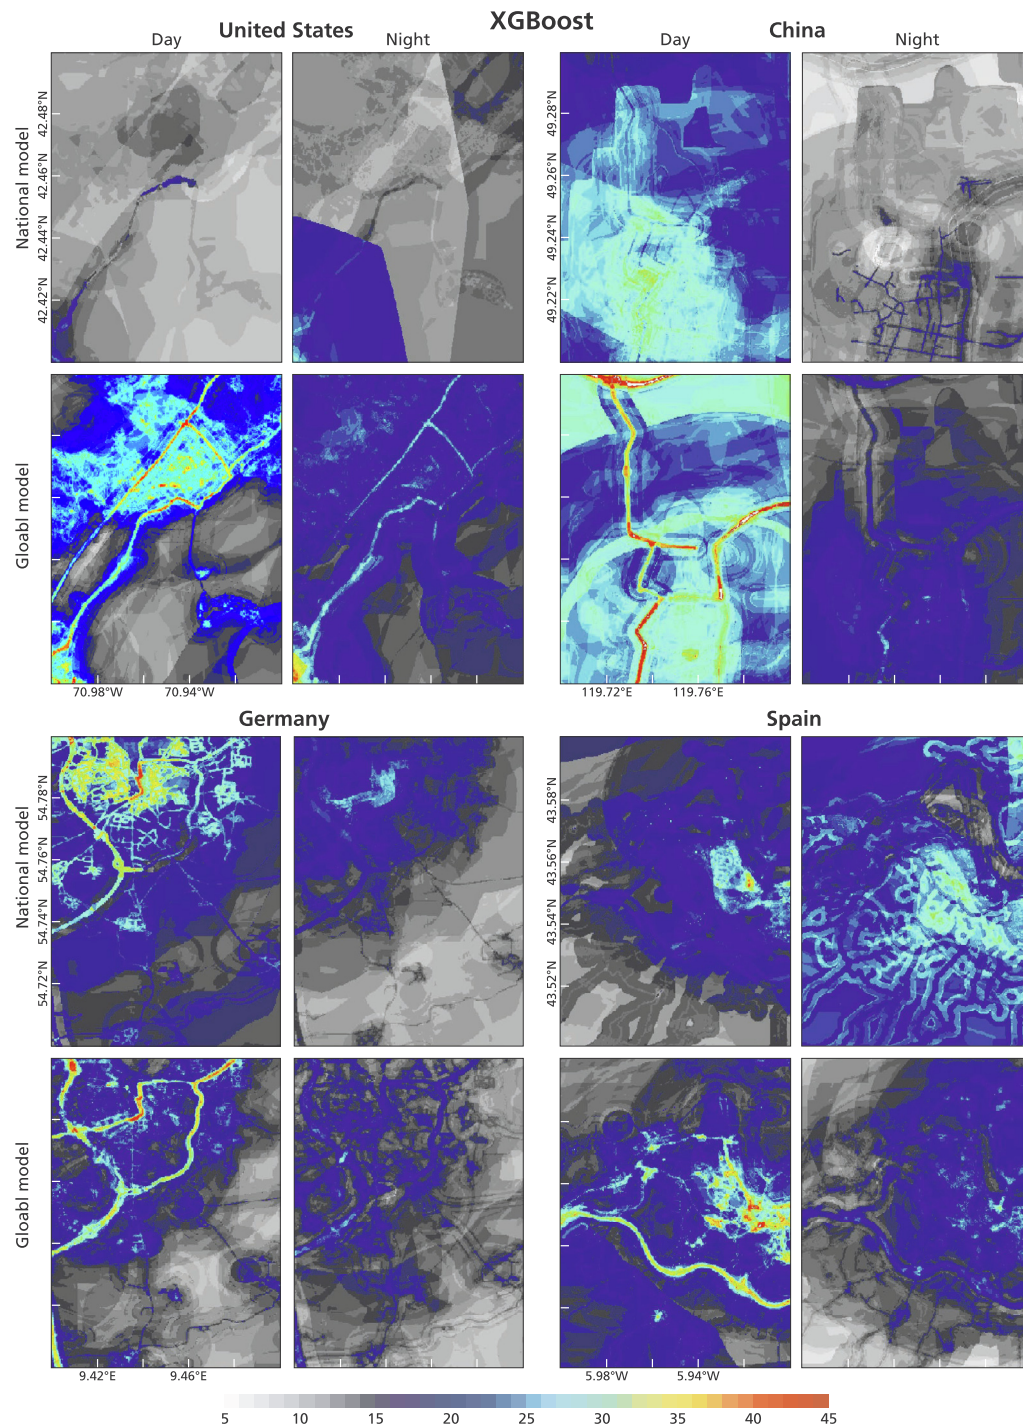 XGBoost
United States
China
Day
Night
Day
Night
National model
42.48°N
42.46°N
42.44°N
42.42°N
49.28°N
49.26°N
49.24°N
49.22°N
Gloabl model
70.98°W
70.94°W
119.72°E
119.76°E
Germany
Spain
National model
54.78°N
54.76°N
54.74°N
54.72°N
43.58°N
43.56°N
43.54°N
43.52°N
Gloabl model
9.42°E
9.46°E
5.98°W
5.94°W
5 10 15 20 25 30 35 40 45